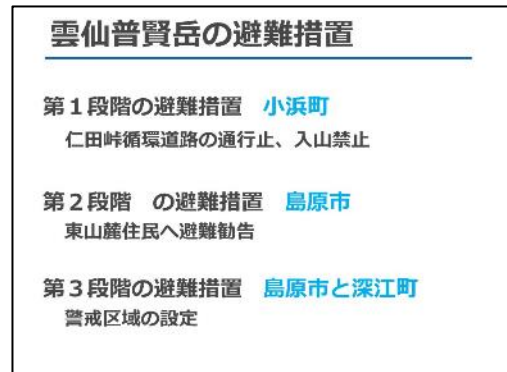 雲仙普賢岳の避難措置
第１段階の避難措置　小浜町
仁田峠循環道路の通行止、入山禁止
第２段階　の避難措置　島原市
東山麓住民へ避難勧告
第３段階の避難措置　島原市と深江町
警戒区域の設定